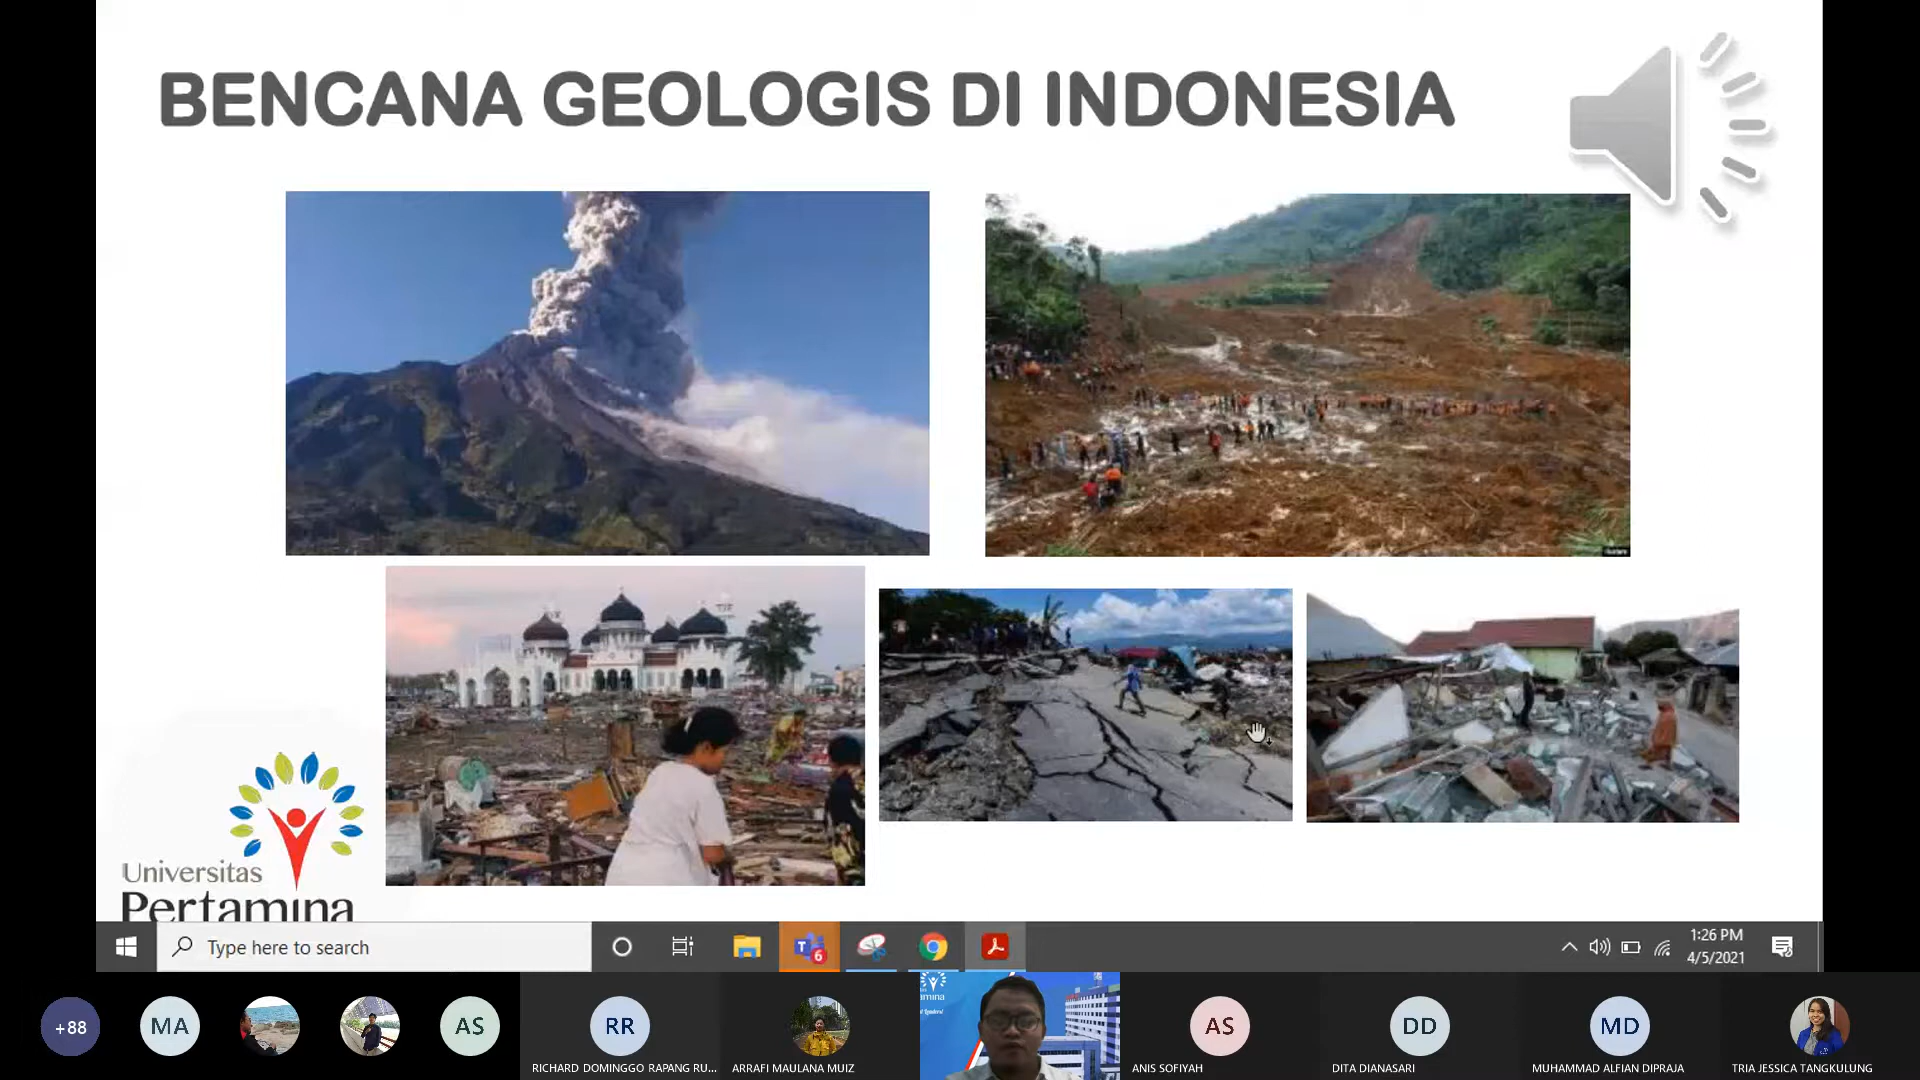 BENCANA GEOLOGIS DI INDONESIA
Universitas
Pertamina
Type here to search
6
1:26 PM
4/5/2021
+88
MA
AS
RR
RICHARD DOMINGGO RAPANG RU...
ARRAFI MAULANA MUIZ
AS
ANIS SOFIYAH
DD
DITA DIANASARI
MD
MUHAMMAD ALFIAN DIPRAJA
TRIA JESSICA TANGKULUNG